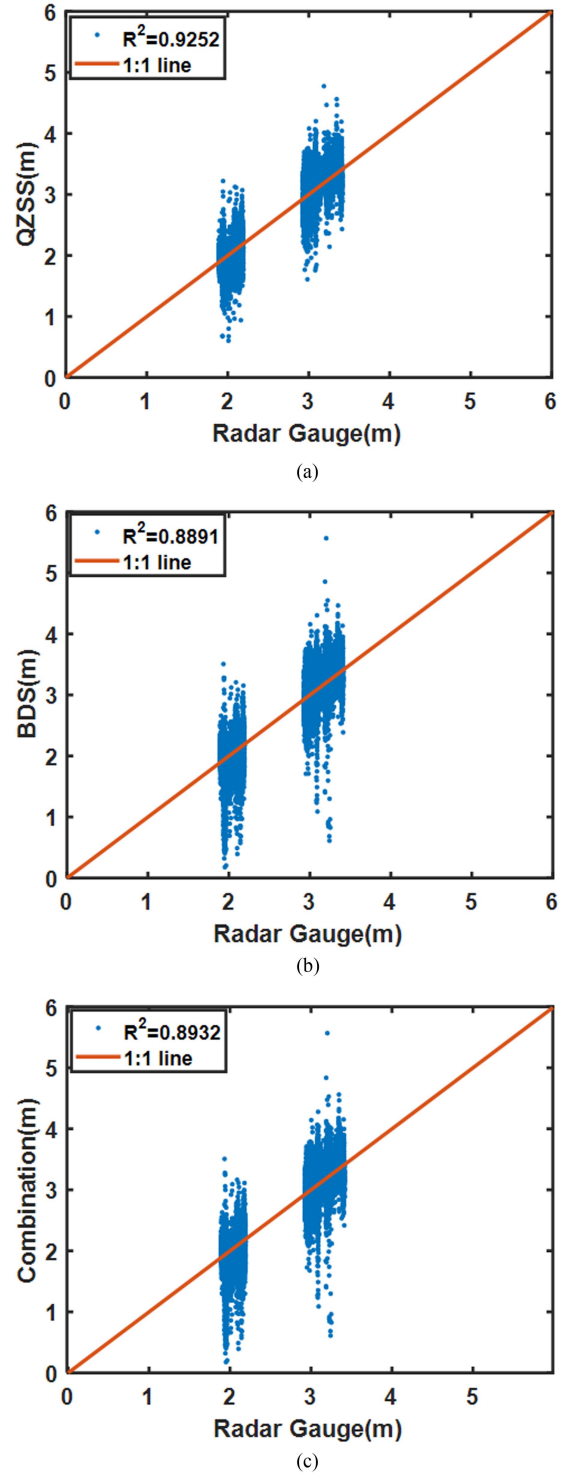 6
R²=0.9252
1:1 line
5
4
QZSS(m)
3
2
1
0
0 1 2 3 4 5 6
Radar Gauge(m)
(a)
6
R²=0.8891
1:1 line
5
4
BDS(m)
3
2
1
0
0 1 2 3 4 5 6
Radar Gauge(m)
(b)
6
R²=0.8932
1:1 line
5
4
Combination(m)
3
2
1
0
0 1 2 3 4 5
Radar Gauge(m)
(c)